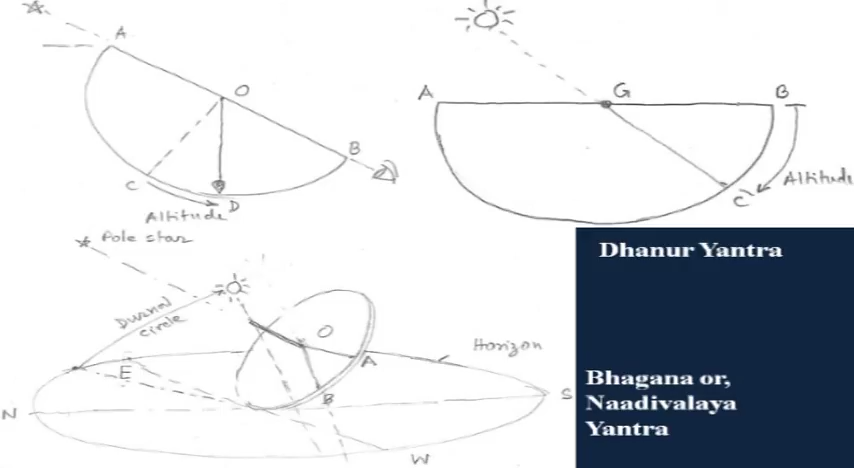 A
O
B
C
D
Altitude
A
G
B
C
Altitude
Pole star
Diurnal
circle
O
A
B
E
Horizon
N
S
W
Dhanur Yantra
Bhagana or,
Naadivalaya
Yantra